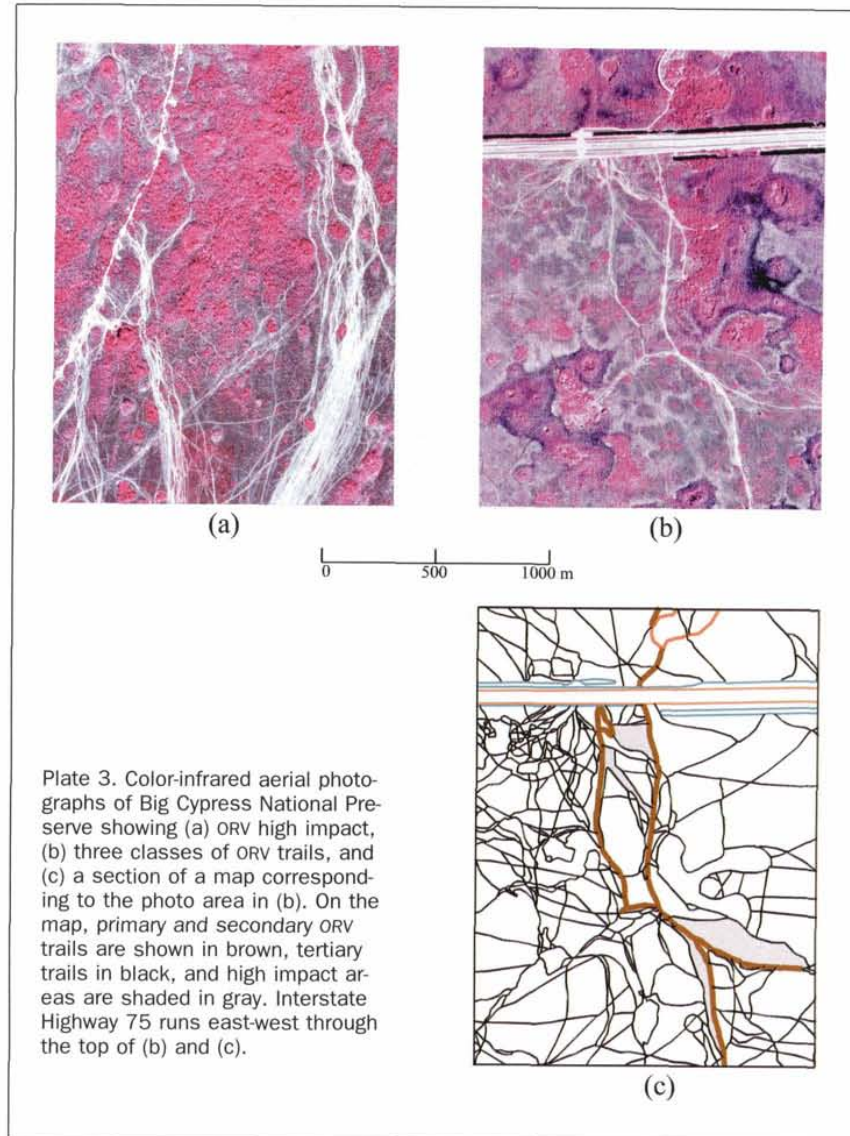 (a)
(b)
0 500 1000 m
Plate 3. Color-infrared aerial photo-
graphs of Big Cypress National Pre-
serve showing (a) ORV high impact,
(b) three classes of ORV trails, and
(c) a section of a map correspond-
ing to the photo area in (b). On the
map, primary and secondary ORV
trails are shown in brown, tertiary
trails in black, and high impact ar-
eas are shaded in gray. Interstate
Highway 75 runs east-west through
the top of (b) and (c).
(c)